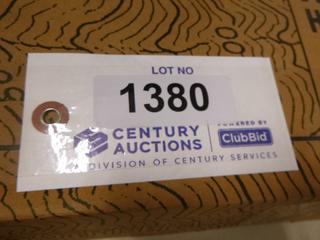 LOT NO
1380
CENTURY
AUCTIONS
POWERED BY
ClubBid
DIVISION OF CENTURY SERVICES